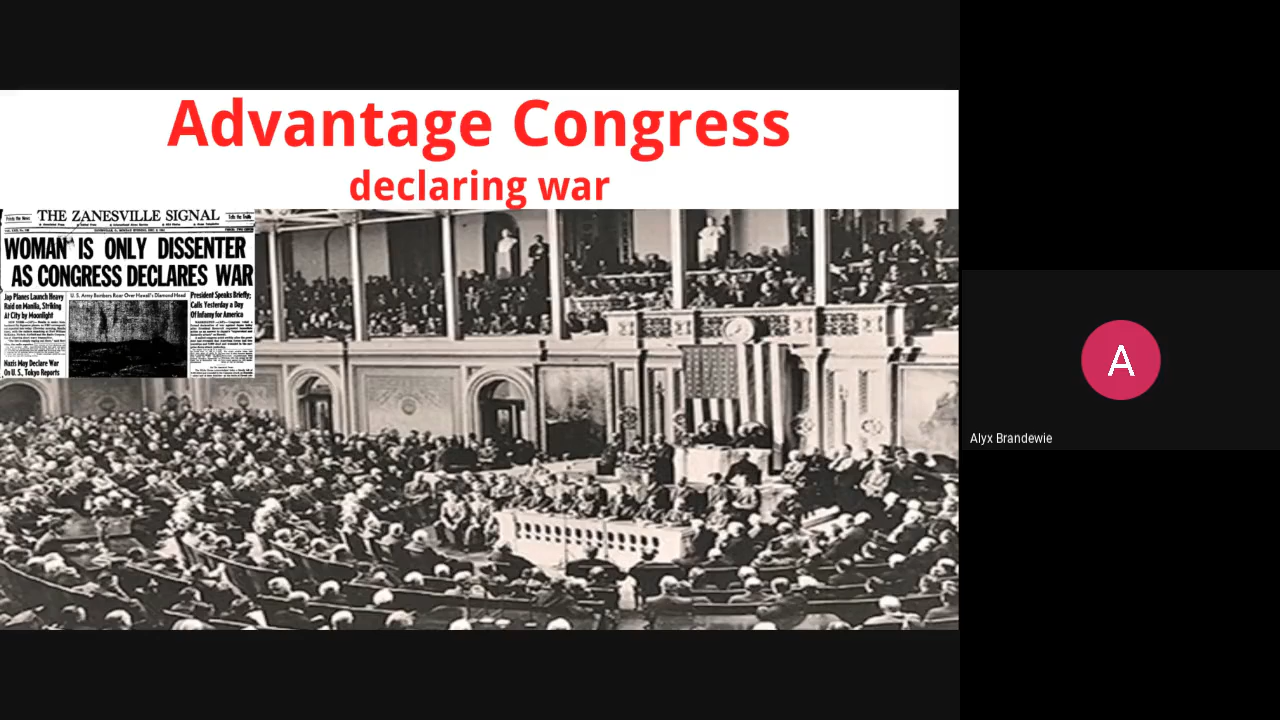 Advantage Congress
declaring war
THE ZANESVILLE SIGNAL
WOMAN IS ONLY DISSENTER
AS CONGRESS DECLARES WAR
Jap Planes Launch Heavy
Raid on Manila, Striking
At City by Moonlight
U. S. Army Bombers Roar Over Hawaii's Diamond Head
President Speaks Briefly;
Calls Yesterday a Day
Of Infamy for America
Nazis May Declare War
On U. S., Tokyo Reports
A
Alyx Brandewie